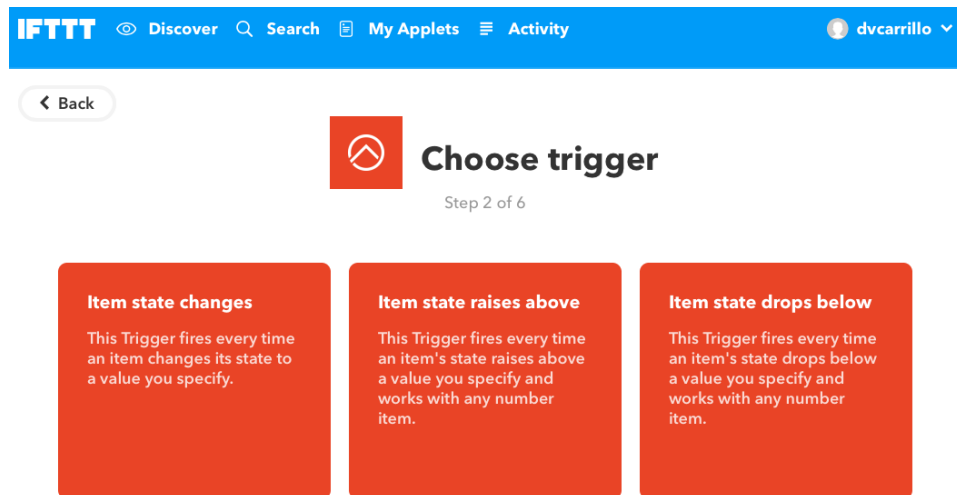 IFTTT Discover Search My Applets Activity dvcarrillo
Back
Choose trigger
Step 2 of 6
Item state changes
This Trigger fires every time
an item changes its state to
a value you specify.
Item state raises above
This Trigger fires every time
an item's state raises above
a value you specify and
works with any number
item.
Item state drops below
This Trigger fires every time
an item's state drops below
a value you specify and
works with any number
item.